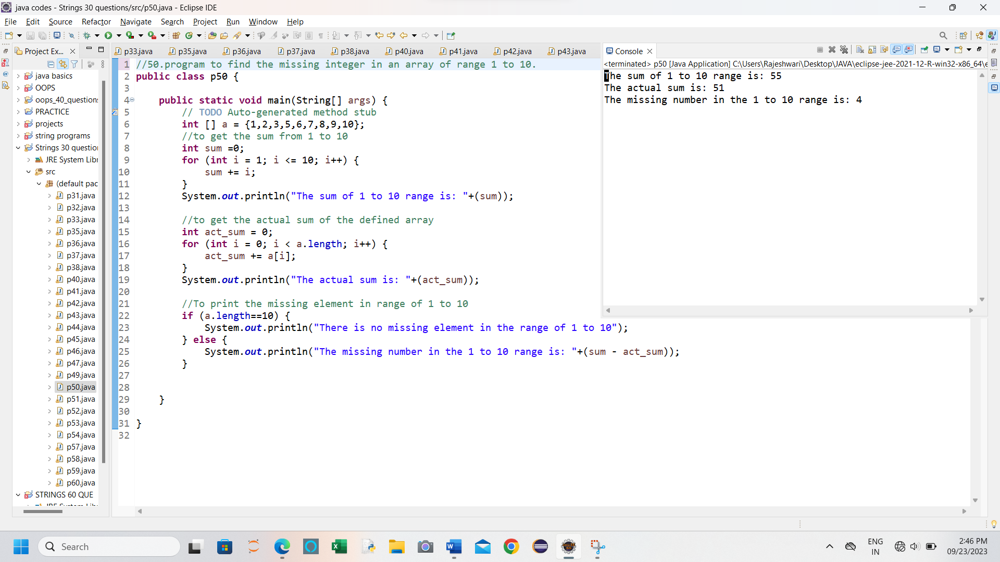 java codes - Strings 30 questions/src/p50.java - Eclipse IDE
File Edit Source Refactor Navigate Search Project Run Window Help
Project Ex...
java basics
OOPS
oops_40_questions
PRACTICE
projects
string programs
Strings 30 question
JRE System Libr
src
(default pac
p31.java
p32.java
p33.java
p35.java
p36.java
p37.java
p38.java
p40.java
p41.java
p42.java
p43.java
p44.java
p45.java
p46.java
p47.java
p49.java
p50.java
p51.java
p52.java
p53.java
p54.java
p57.java
p58.java
p59.java
p60.java
STRINGS 60 QUE
p33.java p35.java p36.java p37.java p38.java p40.java p41.java p42.java p43.java
1 //50.program to find the missing integer in an array of range 1 to 10.
2 public class p50 {
3
4 public static void main(String[] args) {
5 // TODO Auto-generated method stub
6 int [] a = {1,2,3,5,6,7,8,9,10};
7 //to get the sum from 1 to 10
8 int sum =0;
9 for (int i = 1; i <= 10; i++) {
10 sum += i;
11 }
12 System.out.println("The sum of 1 to 10 range is: "+(sum));
13
14 //to get the actual sum of the defined array
15 int act_sum = 0;
16 for (int i = 0; i < a.length; i++) {
17 act_sum += a[i];
18 }
19 System.out.println("The actual sum is: "+(act_sum));
20
21 //To print the missing element in range of 1 to 10
22 if (a.length==10) {
23 System.out.println("There is no missing element in the range of 1 to 10");
24 } else {
25 System.out.println("The missing number in the 1 to 10 range is: "+(sum - act_sum));
26 }
27
28
29 }
30
31 }
32
Console
<terminated> p50 [Java Application] C:\Users\Rajeshwari\Desktop\JAVA\eclipse-jee-2021-12-R-win32-x86_64\e
The sum of 1 to 10 range is: 55
The actual sum is: 51
The missing number in the 1 to 10 range is: 4
Search
ENG
IN
2:46 PM
09/23/2023